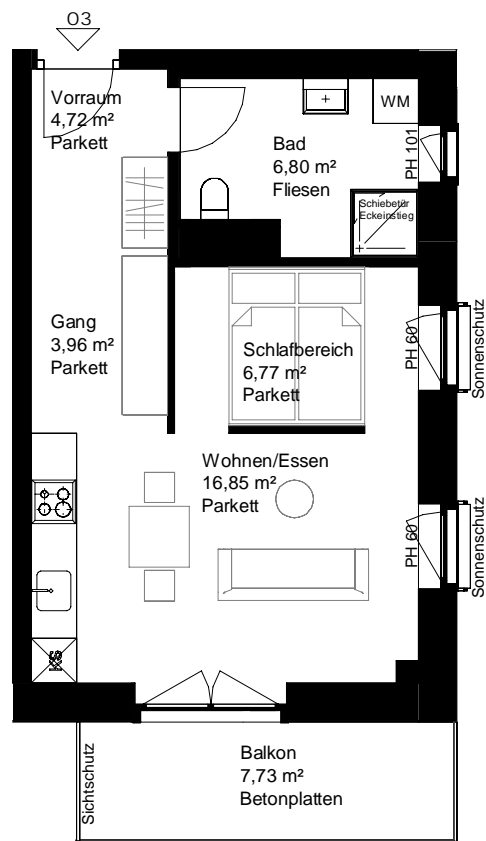 03
Vorraum
4,72 m²
Parkett
WM
Bad
6,80 m²
Fliesen
PH 101
Schiebetür
Eckeinstieg
Gang
3,96 m²
Parkett
Schlafbereich
6,77 m²
Parkett
PH 60
Sonnenschutz
Wohnen/Essen
16,85 m²
Parkett
PH 60
Sonnenschutz
KS
Sichtschutz
Balkon
7,73 m²
Betonplatten